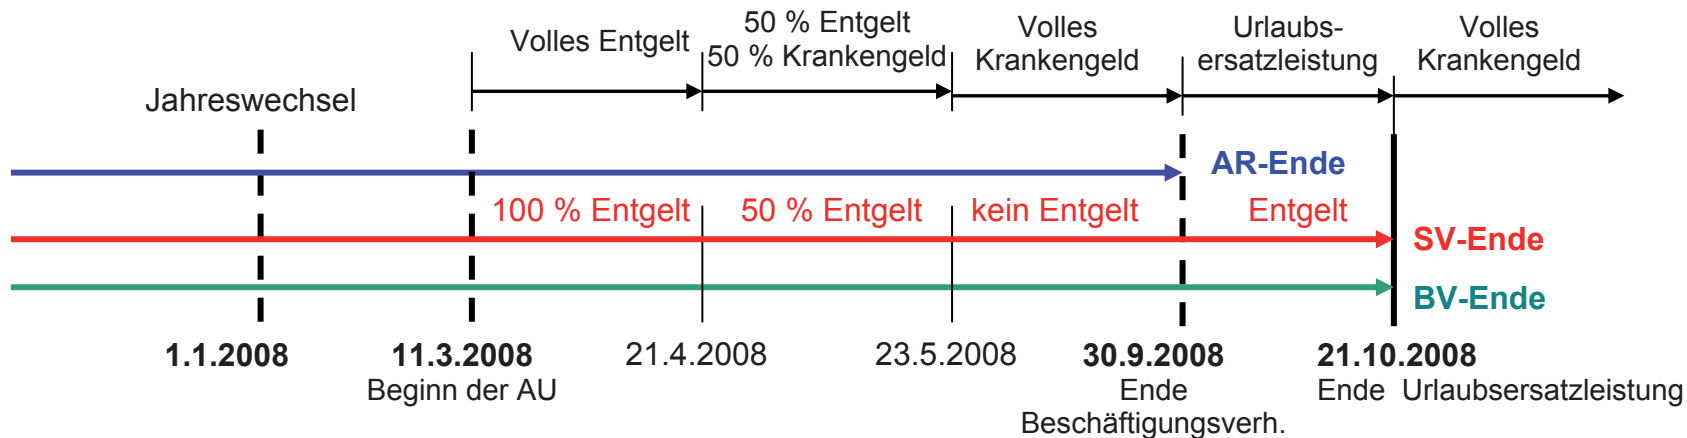 Volles Entgelt
50 % Entgelt
50 % Krankengeld
Volles
Krankengeld
Urlaubs-
ersatzleistung
Volles
Krankengeld
Jahreswechsel
AR-Ende
100 % Entgelt
50 % Entgelt
kein Entgelt
Entgelt
SV-Ende
BV-Ende
1.1.2008
11.3.2008
Beginn der AU
21.4.2008
23.5.2008
30.9.2008
Ende
Beschäftigungsverh.
21.10.2008
Ende Urlaubsersatzleistung